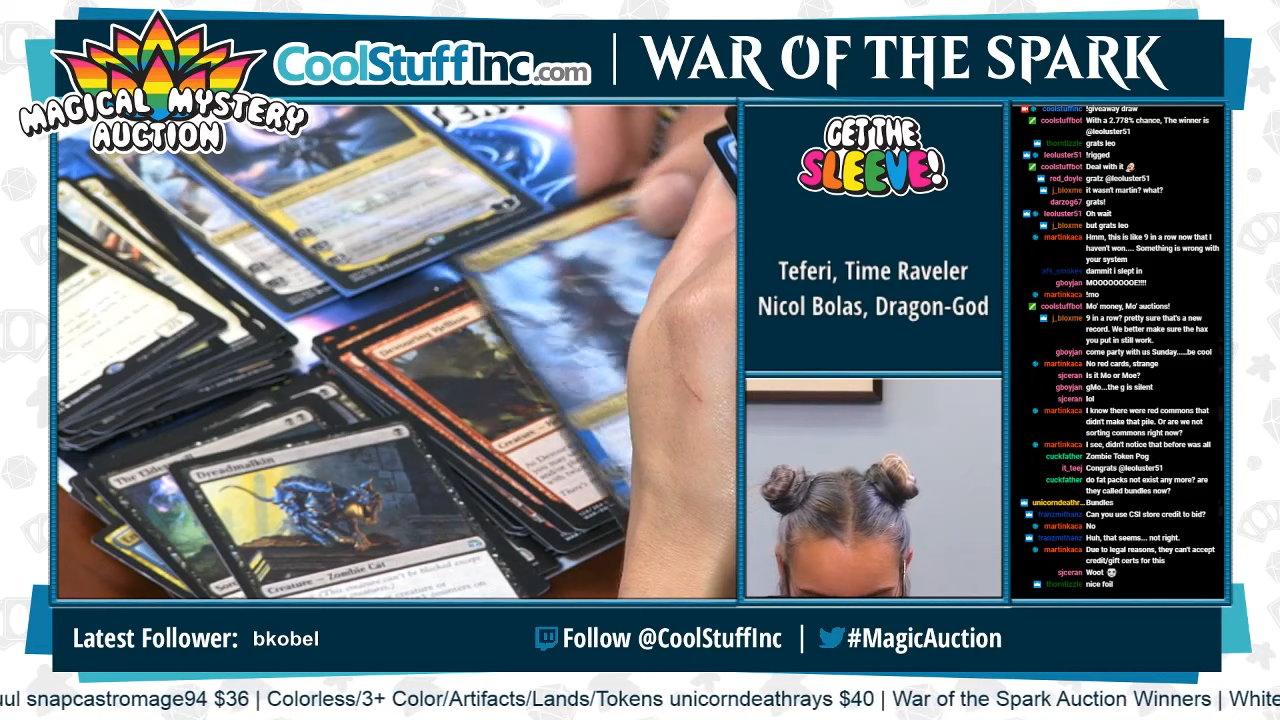 MAGICAL MYSTERY
AUCTION
CoolStuffInc.com
WAR OF THE SPARK
GET THE
SLEEVE!
Teferi, Time Raveler
Nicol Bolas, Dragon-God
coolstuffinc !giveaway draw
coolstuffbot With a 2.778% chance, The winner is
@leoluster51
thorntizzle grats leo
leoluster51 !rigged
coolstuffbot Deal with it
red_doyle gratz @leoluster51
j_bloxme it wasn't martin? what?
darzog67 grats!
leoluster51 Oh wait
j_bloxme but grats leo
martinkaca Hmm, this is like 9 in a row now that I
haven't won.... Something is wrong with
your system
dammit i slept in
gboyjan MOOOOOOOE!!!!
martinkaca !mo
coolstuffbot Mo' money, Mo' auctions!
j_bloxme 9 in a row? pretty sure that's a new
record. We better make sure the hax
you put in still work.
gboyjan come party with us Sunday.....be cool
martinkaca No red cards, strange
sjceran Is it Mo or Moe?
gboyjan gMo...the g is silent
sjceran lol
martinkaca I know there were red commons that
didn't make that pile. Or are we not
sorting commons right now?
martinkaca I see, didn't notice that before was all
cuckfather Zombie Token Pog
it_teej Congrats @leoluster51
cuckfather do fat packs not exist any more? are
they called bundles now?
unicorndeathr... Bundles
franzmithanz Can you use CSI store credit to bid?
martinkaca No
franzmithanz Huh, that seems... not right.
martinkaca Due to legal reasons, they can't accept
credit/gift certs for this
sjceran Woot
thorntizzle nice foil
Dreadmalkin
Creature — Zombie Cat
Latest Follower: bkobel
Follow @CoolStuffInc | #MagicAuction
snapcastromage94 $36 | Colorless/3+ Color/Artifacts/Lands/Tokens unicorndeathrays $40 | War of the Spark Auction Winners | White